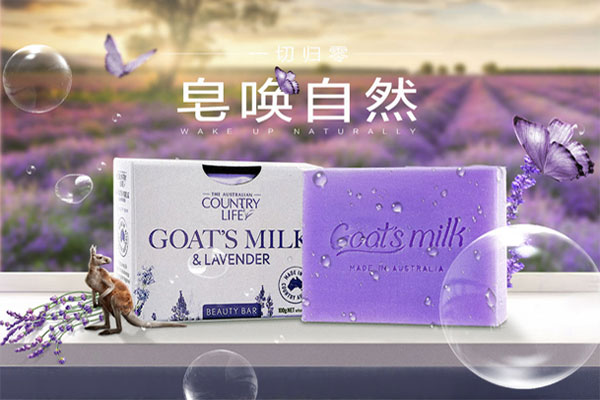 一切归零
皂唤自然
WAKE UP NATURALLY
THE AUSTRALIAN
COUNTRY
LIFE
GOAT'S MILK
& LAVENDER
MADE IN
BEAUTY BAR
Goat's milk
MADE IN AUSTRALIA